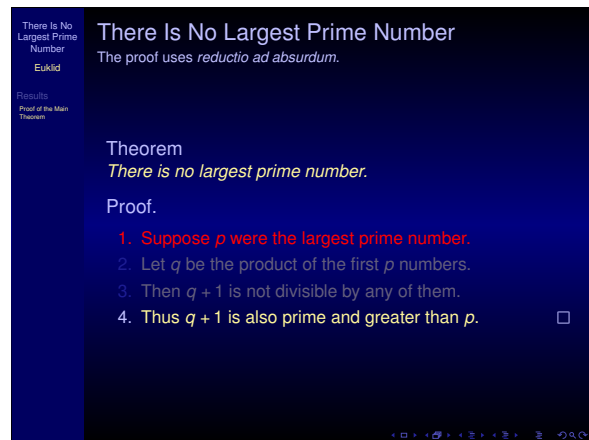 There Is No
Largest Prime
Number
Euklid
Results
Proof of the Main
Theorem
There Is No Largest Prime Number
The proof uses reductio ad absurdum.
Theorem
There is no largest prime number.
Proof.
1. Suppose p were the largest prime number.
2. Let q be the product of the first p numbers.
3. Then q + 1 is not divisible by any of them.
4. Thus q + 1 is also prime and greater than p.